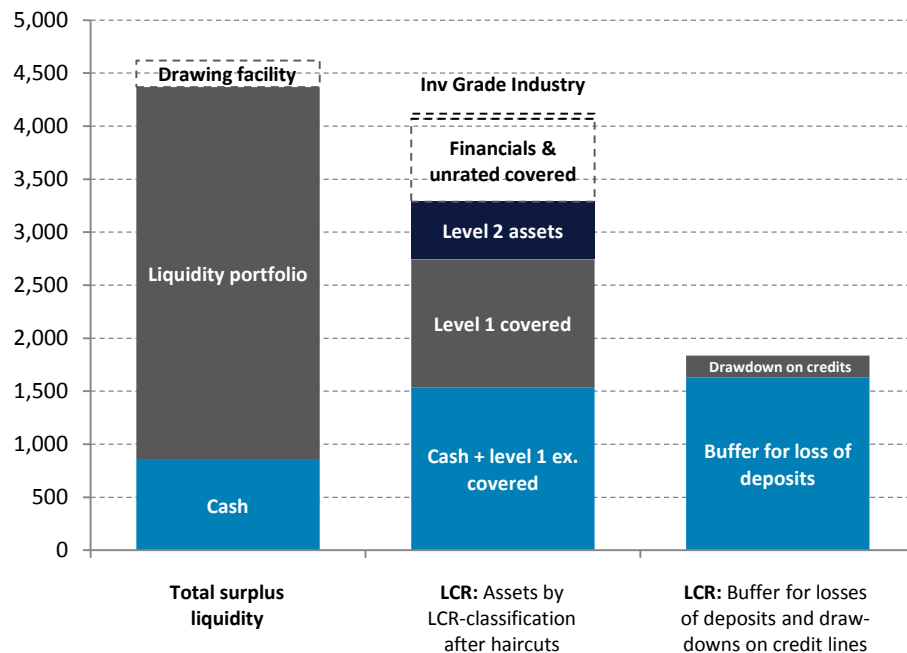 5,000
4,500
4,000
3,500
3,000
2,500
2,000
1,500
1,000
500
0
Drawing facility
Liquidity portfolio
Cash
Inv Grade Industry
Financials &
unrated covered
Level 2 assets
Level 1 covered
Cash + level 1 ex.
covered
Drawdown on credits
Buffer for loss of
deposits
Total surplus
liquidity
LCR: Assets by
LCR-classification
after haircuts
LCR: Buffer for losses
of deposits and draw-
downs on credit lines